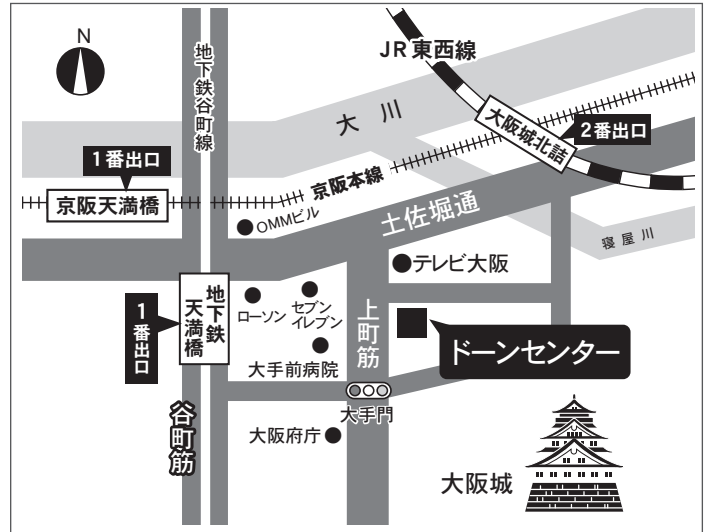 N
地下鉄谷町線
JR東西線
大川
大阪城北詰
2番出口
1番出口
京阪天満橋
京阪本線
OMMビル
土佐堀通
寝屋川
テレビ大阪
1番出口
地下鉄
天満橋
ローソン
セブン
イレブン
上町筋
ドーンセンター
大手前病院
大手門
谷町筋
大阪府庁
大阪城